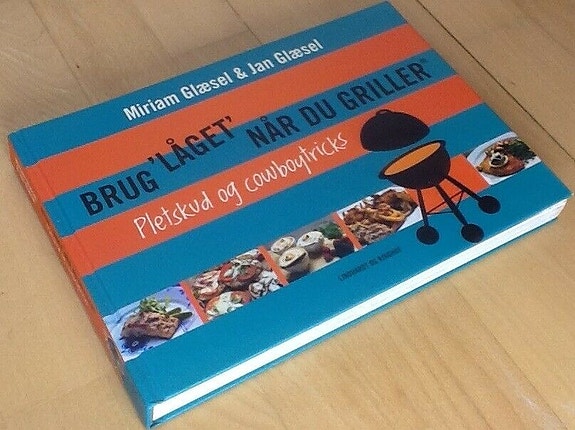 Miriam Glæsel & Jan Glæsel
BRUG 'LÅGET' NÅR DU GRILLER
Pletskud og cowboytricks
LINDHARDT OG RINGHOF